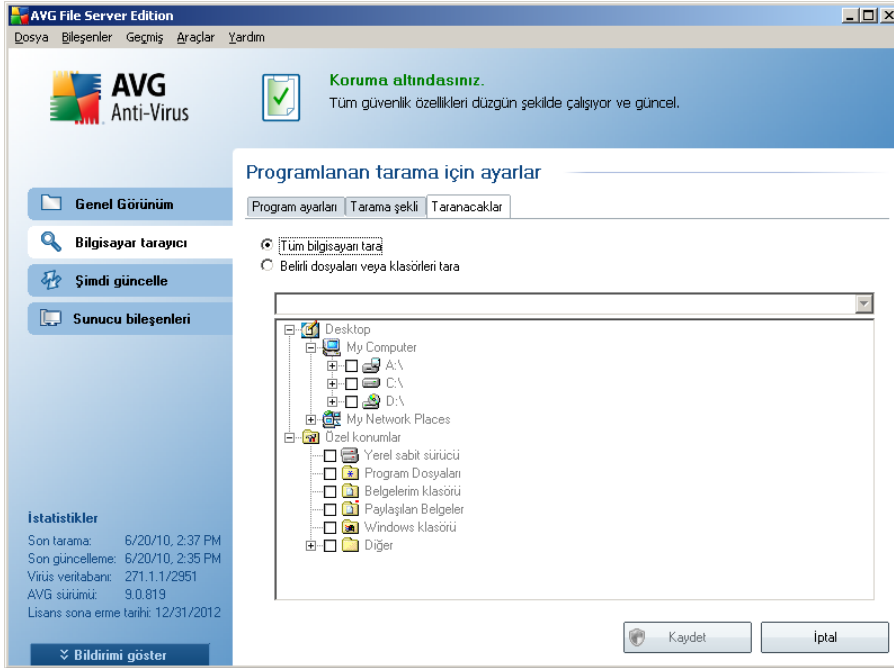 AVG File Server Edition
Dosya Bileşenler Geçmiş Araçlar Yardım
AVG
Anti-Virus
Koruma altındasınız.
Tüm güvenlik özellikleri düzgün şekilde çalışıyor ve güncel.
Genel Görünüm
Bilgisayar tarayıcı
Şimdi güncelle
Sunucu bileşenleri
Programlanan tarama için ayarlar
Program ayarları Tarama şekli Taranacaklar
Tüm bilgisayarı tara
Belirli dosyaları veya klasörleri tara
Desktop
My Computer
A:\
C:\
D:\
My Network Places
Özel konumlar
Yerel sabit sürücü
Program Dosyaları
Belgelerim klasörü
Paylaşılan Belgeler
Windows klasörü
Diğer
İstatistikler
Son tarama: 6/20/10, 2:37 PM
Son güncelleme: 6/20/10, 2:35 PM
Virüs veritabanı: 271.1.1/2951
AVG sürümü: 9.0.819
Lisans sona erme tarihi: 12/31/2012
Bildirimi göster
Kaydet İptal